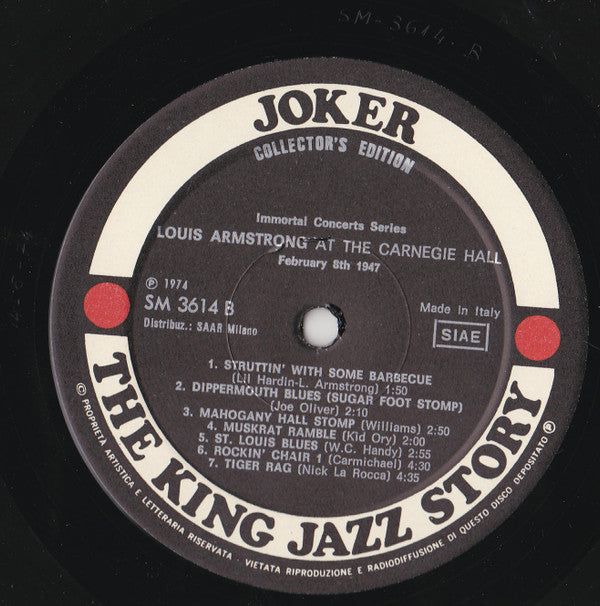 SM-3614-B
JOKER
COLLECTOR'S EDITION
Immortal Concerts Series
LOUIS ARMSTRONG AT THE CARNEGIE HALL
February 8th 1947
℗ 1974
SM 3614 B
Distribuz.: SAAR Milano
Made in Italy
SIAE
1. STRUTTIN' WITH SOME BARBECUE
(Lil Hardin-L. Armstrong) 1:50
2. DIPPERMOUTH BLUES (SUGAR FOOT STOMP)
(Joe Oliver) 2:10
3. MAHOGANY HALL STOMP (Williams) 2:50
4. MUSKRAT RAMBLE (Kid Ory) 2:00
5. ST. LOUIS BLUES (W.C. Handy) 2:55
6. ROCKIN' CHAIR 1 (Carmichael) 4:30
7. TIGER RAG (Nick La Rocca) 4:35
THE KING JAZZ STORY
© PROPRIETA ARTISTICA E LETTERARIA RISERVATA - VIETATA RIPRODUZIONE E RADIODIFFUSIONE DI QUESTO DISCO DEPOSITATO ℗